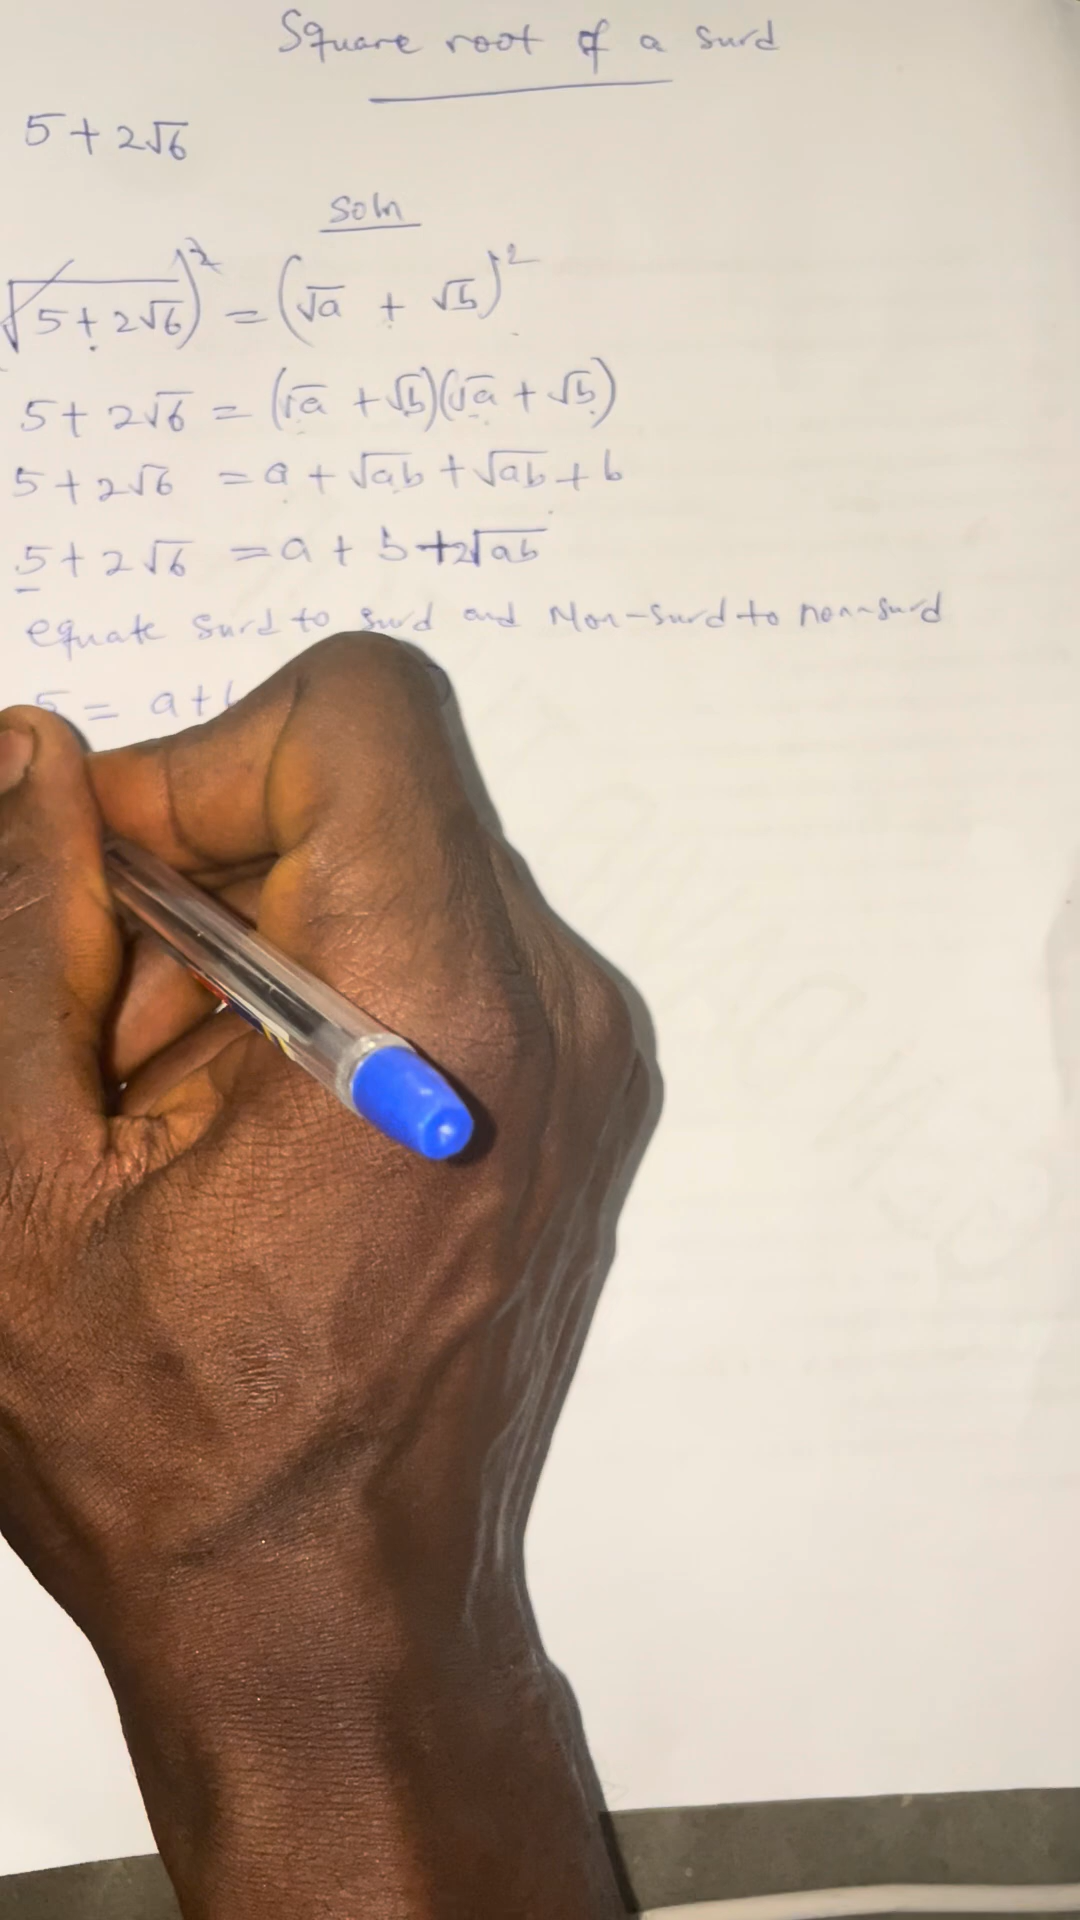 Square root of a surd
5 + 2√6
soln
√(5 + 2√6))² = (√a + √b)²
5 + 2√6 = (√a + √b)(√a + √b)
5 + 2√6 = a + √ab + √ab + b
5 + 2√6 = a + b + 2√ab
equate surd to surd and Non-surd to non-surd
5 = a +